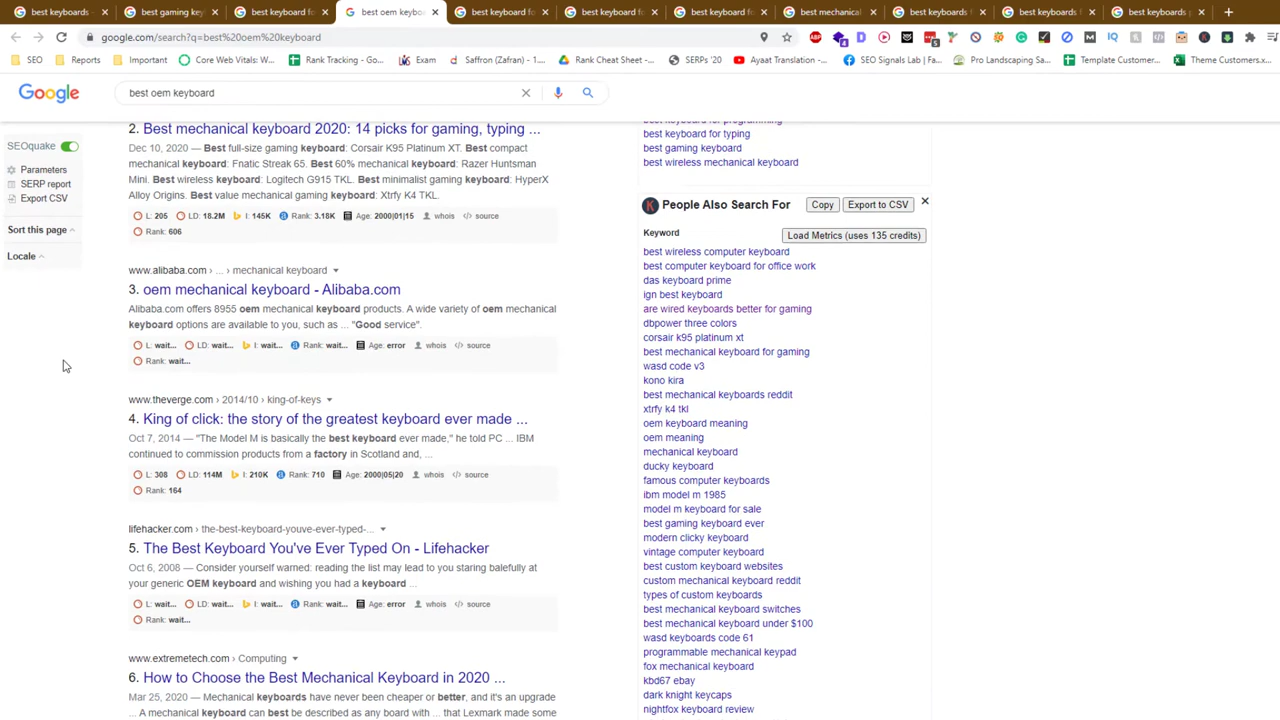 best keywords
best gaming key
best keyboard fo
best oem keybo
best keyboard fo
best keyboard fo
best keyboard fo
best mechanical
best keyboards f
best keyboards f
best keyboards p
google.com/search?q=best%20oem%20keyboard
SEO
Reports
Important
Core Web Vitals: W...
Rank Tracking - Go...
Exam
Saffron (Zafran) - 1....
Rank Cheat Sheet -...
SERPs '20
Ayaat Translation -...
SEO Signals Lab | Fa...
Pro Landscaping Sa...
Template Customer...
Theme Customers.x...
Google
best oem keyboard
SEOquake
Parameters
SERP report
Export CSV
Sort this page
Locale
2. Best mechanical keyboard 2020: 14 picks for gaming, typing ...
Dec 10, 2020 — Best full-size gaming keyboard: Corsair K95 Platinum XT. Best compact
mechanical keyboard: Fnatic Streak 65. Best 60% mechanical keyboard: Razer Huntsman
Mini. Best wireless keyboard: Logitech G915 TKL. Best minimalist gaming keyboard: HyperX
Alloy Origins. Best value mechanical gaming keyboard: Xtrfy K4 TKL.
L: 205 LD: 18.2M I: 145K Rank: 3.18K Age: 2000|01|15 whois source
Rank: 606
www.alibaba.com › ... › mechanical keyboard
3. oem mechanical keyboard - Alibaba.com
Alibaba.com offers 8955 oem mechanical keyboard products. A wide variety of oem mechanical
keyboard options are available to you, such as ... "Good service".
L: wait... LD: wait... I: wait... Rank: wait... Age: error whois source
Rank: wait...
www.theverge.com › 2014/10 › king-of-keys
4. King of click: the story of the greatest keyboard ever made ...
Oct 7, 2014 — "The Model M is basically the best keyboard ever made," he told PC ... IBM
continued to commission products from a factory in Scotland and, ...
L: 308 LD: 114M I: 210K Rank: 710 Age: 2000|05|20 whois source
Rank: 164
lifehacker.com › the-best-keyboard-youve-ever-typed-...
5. The Best Keyboard You've Ever Typed On - Lifehacker
Oct 6, 2008 — Consider yourself warned: reading the list may lead to you staring balefully at
your generic OEM keyboard and wishing you had a keyboard ...
L: wait... LD: wait... I: wait... Rank: wait... Age: error whois source
Rank: wait...
www.extremetech.com › Computing
6. How to Choose the Best Mechanical Keyboard in 2020 ...
Mar 25, 2020 — Mechanical keyboards have never been cheaper or better, and it's an upgrade
... A mechanical keyboard can best be described as any board with ... that Lexmark made some
best keyboard for programming
best keyboard for typing
best gaming keyboard
best wireless mechanical keyboard
People Also Search For
Copy
Export to CSV
Keyword
Load Metrics (uses 135 credits)
best wireless computer keyboard
best computer keyboard for office work
das keyboard prime
ign best keyboard
are wired keyboards better for gaming
dbpower three colors
corsair k95 platinum xt
best mechanical keyboard for gaming
wasd code v3
kono kira
best mechanical keyboards reddit
xtrfy k4 tkl
oem keyboard meaning
oem meaning
mechanical keyboard
ducky keyboard
famous computer keyboards
ibm model m 1985
model m keyboard for sale
best gaming keyboard ever
modern clicky keyboard
vintage computer keyboard
best custom keyboard websites
custom mechanical keyboard reddit
types of custom keyboards
best mechanical keyboard switches
best mechanical keyboard under $100
wasd keyboards code 61
programmable mechanical keypad
fox mechanical keyboard
kbd67 ebay
dark knight keycaps
nightfox keyboard review